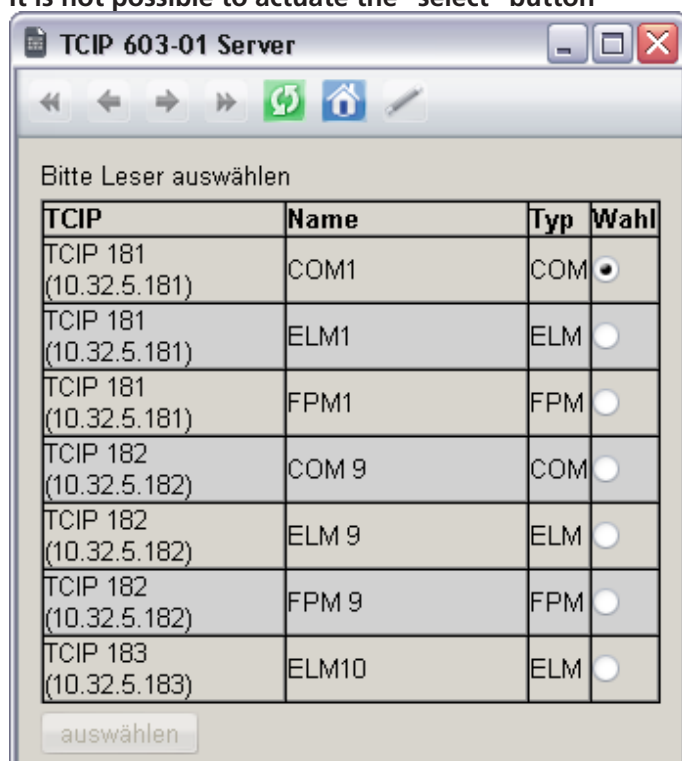 It is not possible to actuate the "select" button
TCIP 603-01 Server
Bitte Leser auswählen
TCIP Name Typ Wahl
TCIP 181
(10.32.5.181) COM1 COM
TCIP 181
(10.32.5.181) ELM1 ELM
TCIP 181
(10.32.5.181) FPM1 FPM
TCIP 182
(10.32.5.182) COM 9 COM
TCIP 182
(10.32.5.182) ELM 9 ELM
TCIP 182
(10.32.5.182) FPM 9 FPM
TCIP 183
(10.32.5.183) ELM10 ELM
auswählen